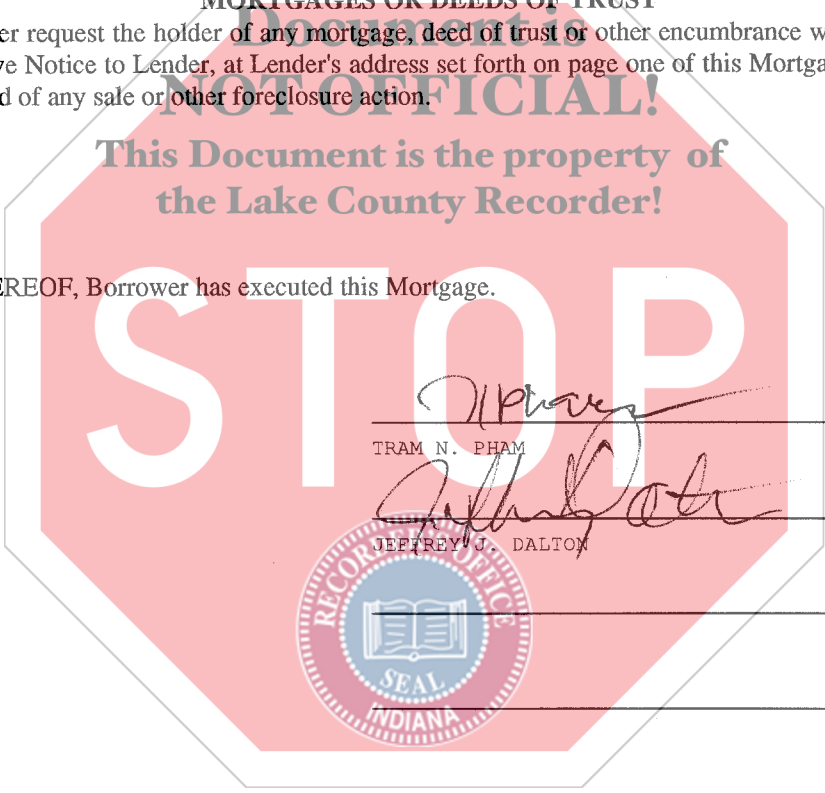 MORTGAGES OR DEEDS OF TRUST
Document is
er request the holder of any mortgage, deed of trust or other encumbrance w
ve Notice to Lender, at Lender's address set forth on page one of this Mortga
d of any sale or other foreclosure action.
NOT OFFICIAL!
This Document is the property of
the Lake County Recorder!
EREOF, Borrower has executed this Mortgage.
STOP
TRAM N. PHAM
JEFFREY J. DALTON
RECORDER'S OFFICE
SEAL
INDIANA